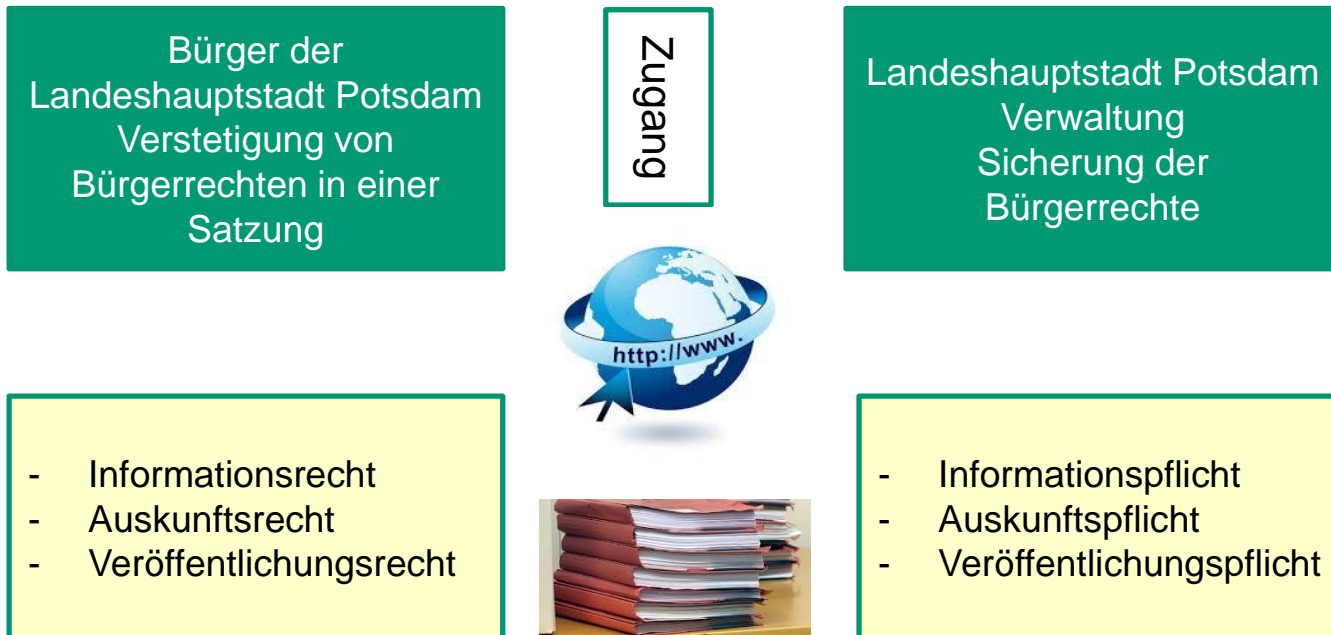 Bürger der
Landeshauptstadt Potsdam
Verstetigung von
Bürgerrechten in einer
Satzung
Zugang
Landeshauptstadt Potsdam
Verwaltung
Sicherung der
Bürgerrechte
http://www.
- Informationsrecht
- Auskunftsrecht
- Veröffentlichungsrecht
- Informationspflicht
- Auskunftspflicht
- Veröffentlichungspflicht